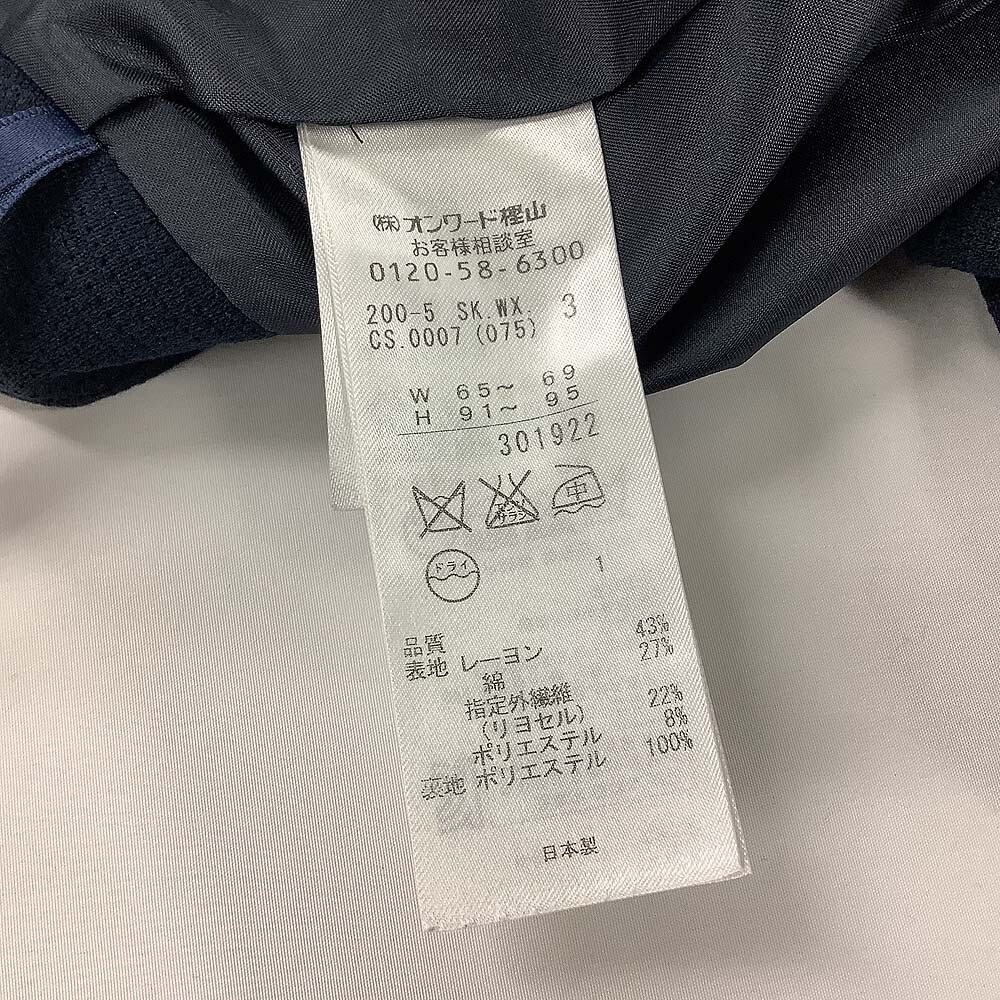 (株)オンワード樫山
お客様相談室
0120-58-6300
200-5 SK.WX. 3
CS.0007(075)
W 65〜 69
H 91〜 95
301922
中
ドライ
1
品質
表地 レーヨン 43%
綿 27%
指定外繊維
(リヨセル) 22%
ポリエステル 8%
裏地 ポリエステル 100%
日本製